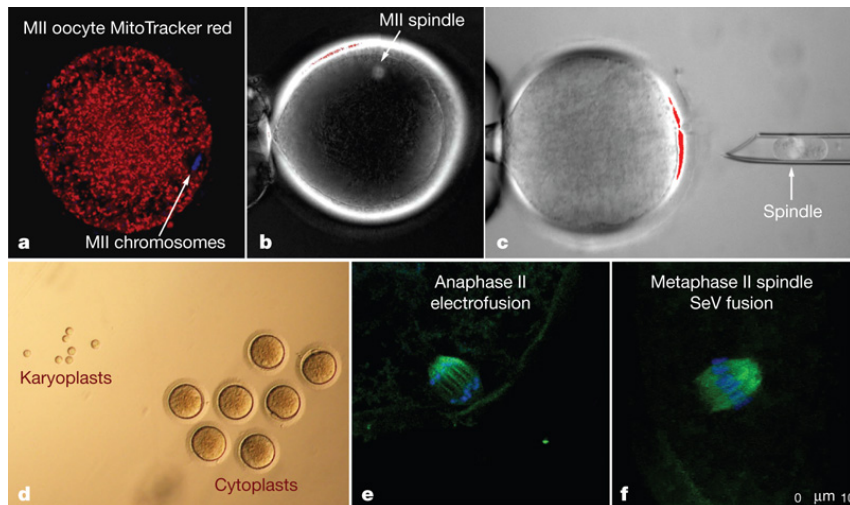 MII oocyte MitoTracker red
MII chromosomes
a
MII spindle
b
Spindle
c
Karyoplasts
Cytoplasts
d
Anaphase II
electrofusion
e
Metaphase II spindle
SeV fusion
0 µm 10
f